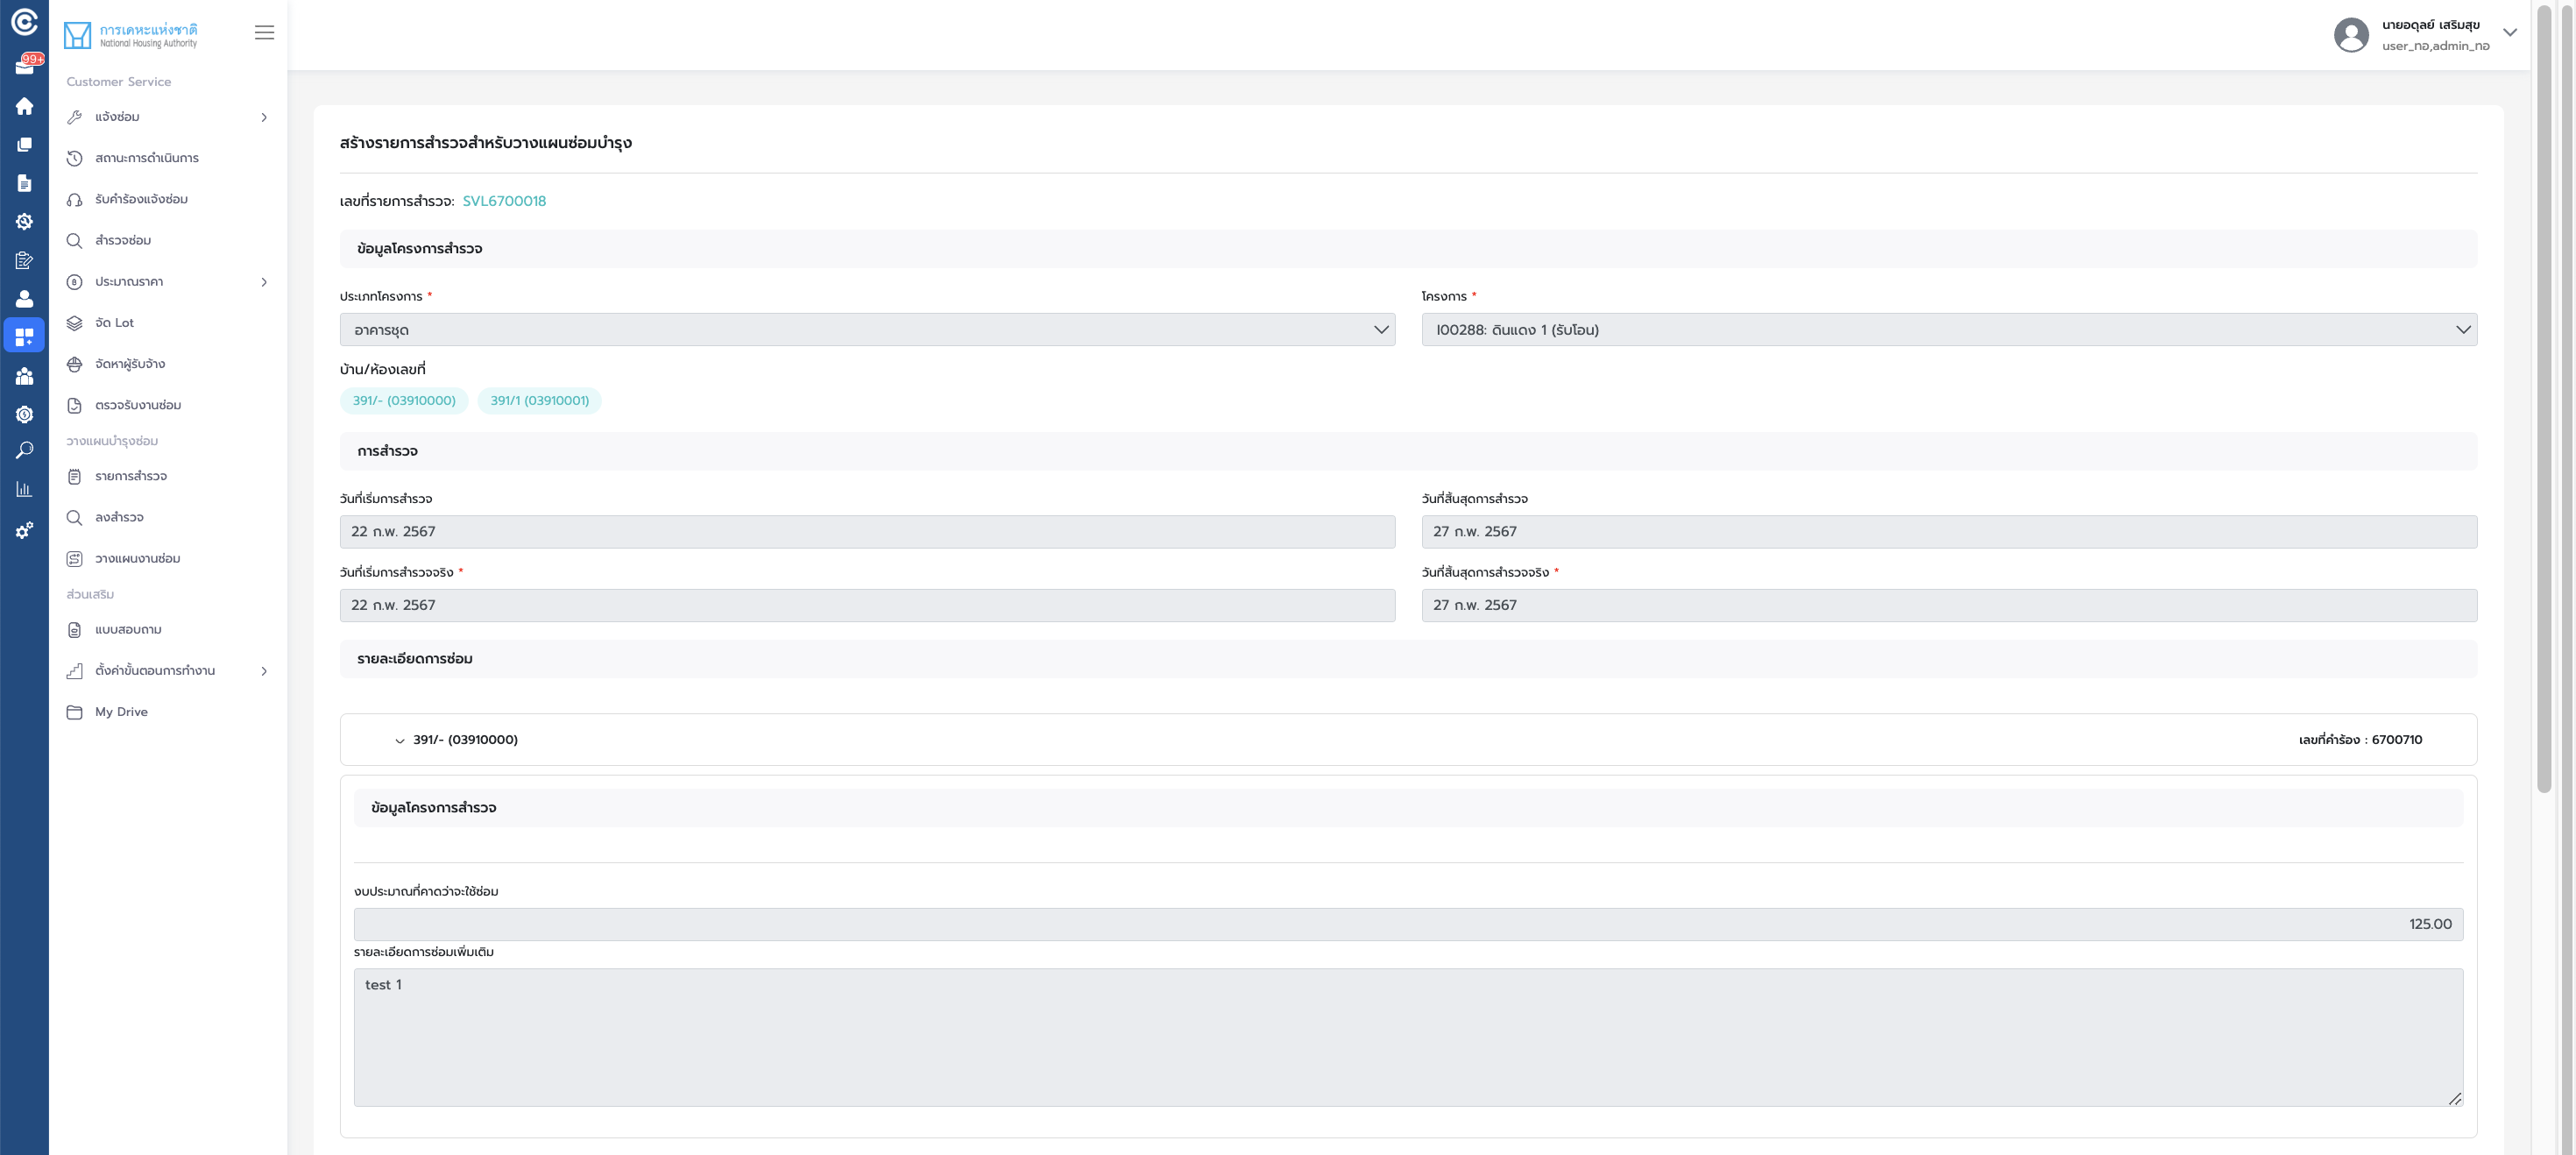 99+
การเคหะแห่งชาติ
National Housing Authority
Customer Service
แจ้งซ่อม
สถานะการดำเนินการ
รับคำร้องแจ้งซ่อม
สำรวจซ่อม
ประมาณราคา
จัด Lot
จัดหาผู้รับจ้าง
ตรวจรับงานซ่อม
วางแผนบำรุงซ่อม
รายการสำรวจ
ลงสำรวจ
วางแผนงานซ่อม
ส่วนเสริม
แบบสอบถาม
ตั้งค่าขั้นตอนการทำงาน
My Drive
นายอดุลย์ เสริมสุข
user_กอ,admin_กอ
สร้างรายการสำรวจสำหรับวางแผนซ่อมบำรุง
เลขที่รายการสำรวจ: SVL6700018
ข้อมูลโครงการสำรวจ
ประเภทโครงการ * โครงการ *
อาคารชุด I00288: ดินแดง 1 (รับโอน)
บ้าน/ห้องเลขที่
391/- (03910000) 391/1 (03910001)
การสำรวจ
วันที่เริ่มการสำรวจ วันที่สิ้นสุดการสำรวจ
22 ก.พ. 2567 27 ก.พ. 2567
วันที่เริ่มการสำรวจจริง * วันที่สิ้นสุดการสำรวจจริง *
22 ก.พ. 2567 27 ก.พ. 2567
รายละเอียดการซ่อม
391/- (03910000) เลขที่คำร้อง : 6700710
ข้อมูลโครงการสำรวจ
งบประมาณที่คาดว่าจะใช้ซ่อม
125.00
รายละเอียดการซ่อมเพิ่มเติม
test 1